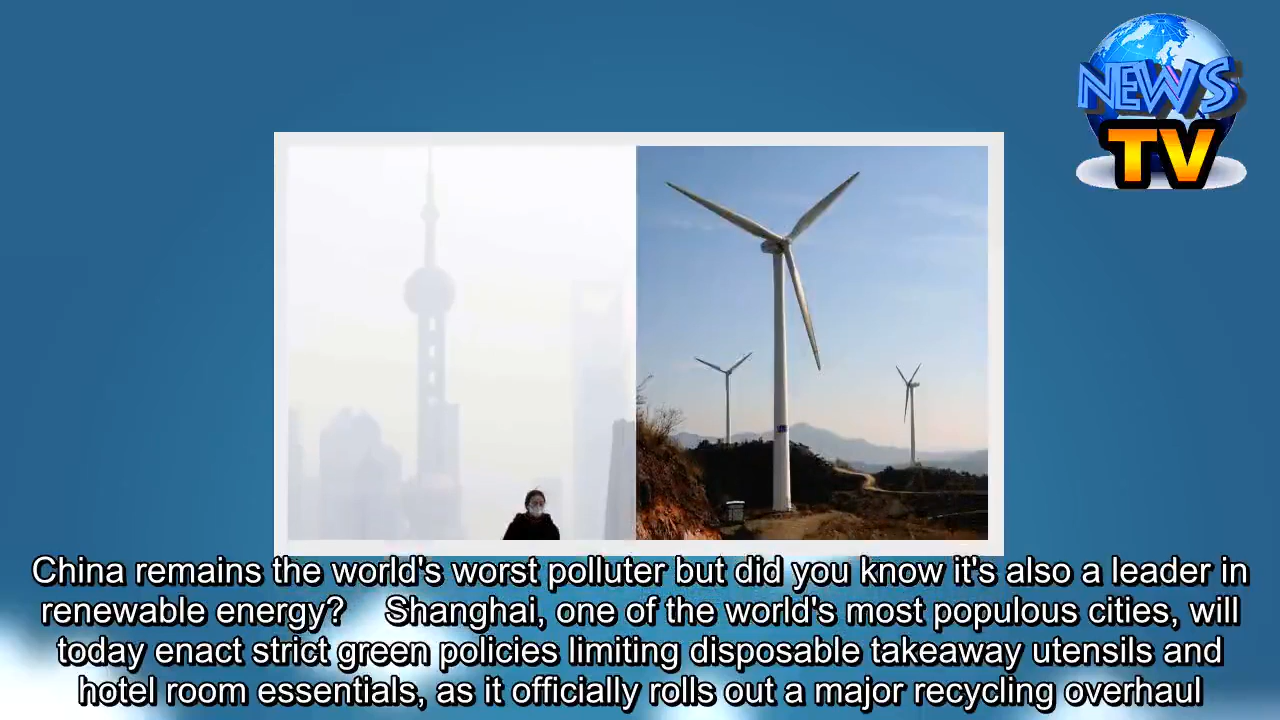 NEWS
TV
China remains the world's worst polluter but did you know it's also a leader in
renewable energy? Shanghai, one of the world's most populous cities, will
today enact strict green policies limiting disposable takeaway utensils and
hotel room essentials, as it officially rolls out a major recycling overhaul